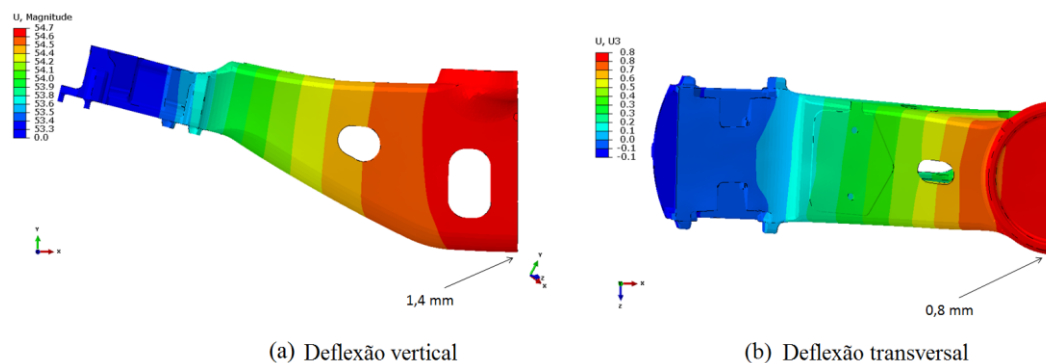 U, Magnitude
54.7
54.6
54.5
54.4
54.3
54.1
54.0
53.9
53.8
53.6
53.5
53.4
53.3
0.0
Y
X
Y
Z
X
1,4 mm
(a) Deflexão vertical
U, U3
0.8
0.8
0.7
0.6
0.5
0.4
0.4
0.3
0.2
0.1
0.0
-0.1
-0.1
X
Z
0,8 mm
(b) Deflexão transversal